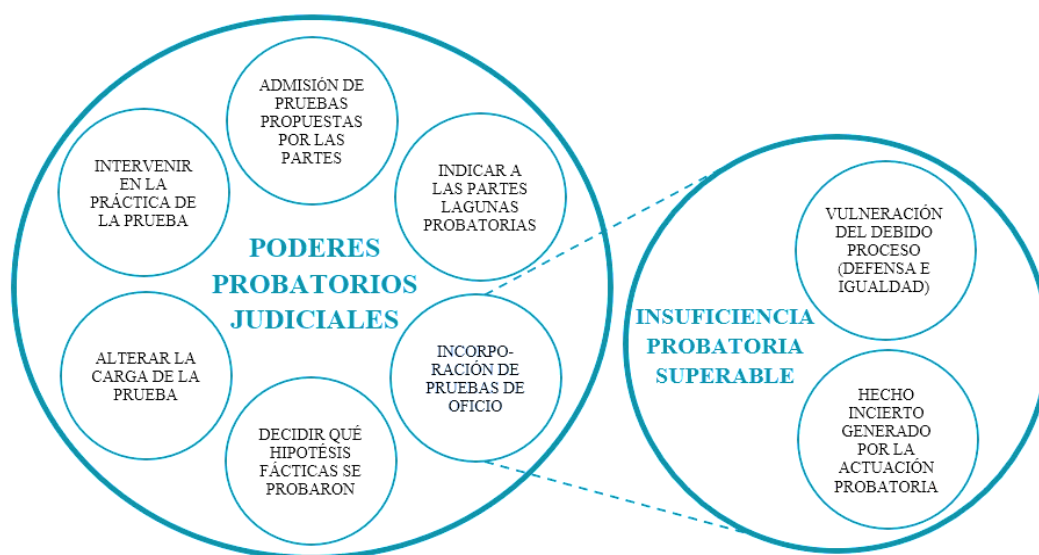 ADMISIÓN DE
PRUEBAS
PROPUESTAS
POR LAS
PARTES
INTERVENIR
EN LA
PRÁCTICA DE
LA PRUEBA
INDICAR A
LAS PARTES
LAGUNAS
PROBATORIAS
PODERES
PROBATORIOS
JUDICIALES
ALTERAR LA
CARGA DE LA
PRUEBA
INCORPO-
RACIÓN DE
PRUEBAS DE
OFICIO
DECIDIR QUÉ
HIPOTÉSIS
FÁCTICAS SE
PROBARON
VULNERACIÓN
DEL DEBIDO
PROCESO
(DEFENSA E
IGUALDAD)
INSUFICIENCIA
PROBATORIA
SUPERABLE
HECHO
INCIERTO
GENERADO
POR LA
ACTUACIÓN
PROBATORIA